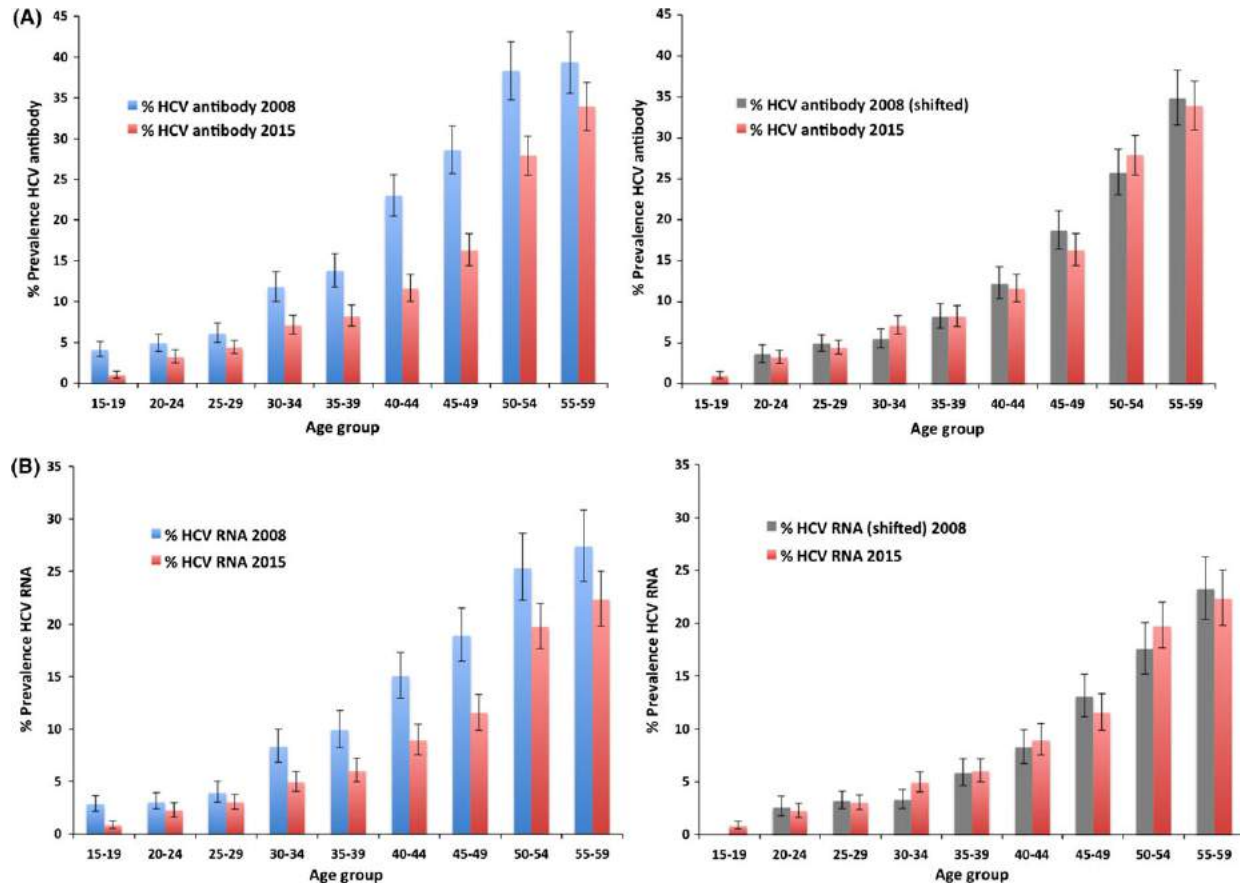 (A)
45
40
35
30
25
20
15
10
5
0
% Prevalence HCV antibody
% HCV antibody 2008
% HCV antibody 2015
15-19 20-24 25-29 30-34 35-39 40-44 45-49 50-54 55-59
Age group
45
40
35
30
25
20
15
10
5
0
% Prevalence HCV antibody
% HCV antibody 2008 (shifted)
% HCV antibody 2015
15-19 20-24 25-29 30-34 35-39 40-44 45-49 50-54 55-59
Age group
(B)
35
30
25
20
15
10
5
0
% Prevalence HCV RNA
% HCV RNA 2008
% HCV RNA 2015
15-19 20-24 25-29 30-34 35-39 40-44 45-49 50-54 55-59
Age group
35
30
25
20
15
10
5
0
% Prevalence HCV RNA
% HCV RNA (shifted) 2008
% HCV RNA 2015
15-19 20-24 25-29 30-34 35-39 40-44 45-49 50-54 55-59
Age group